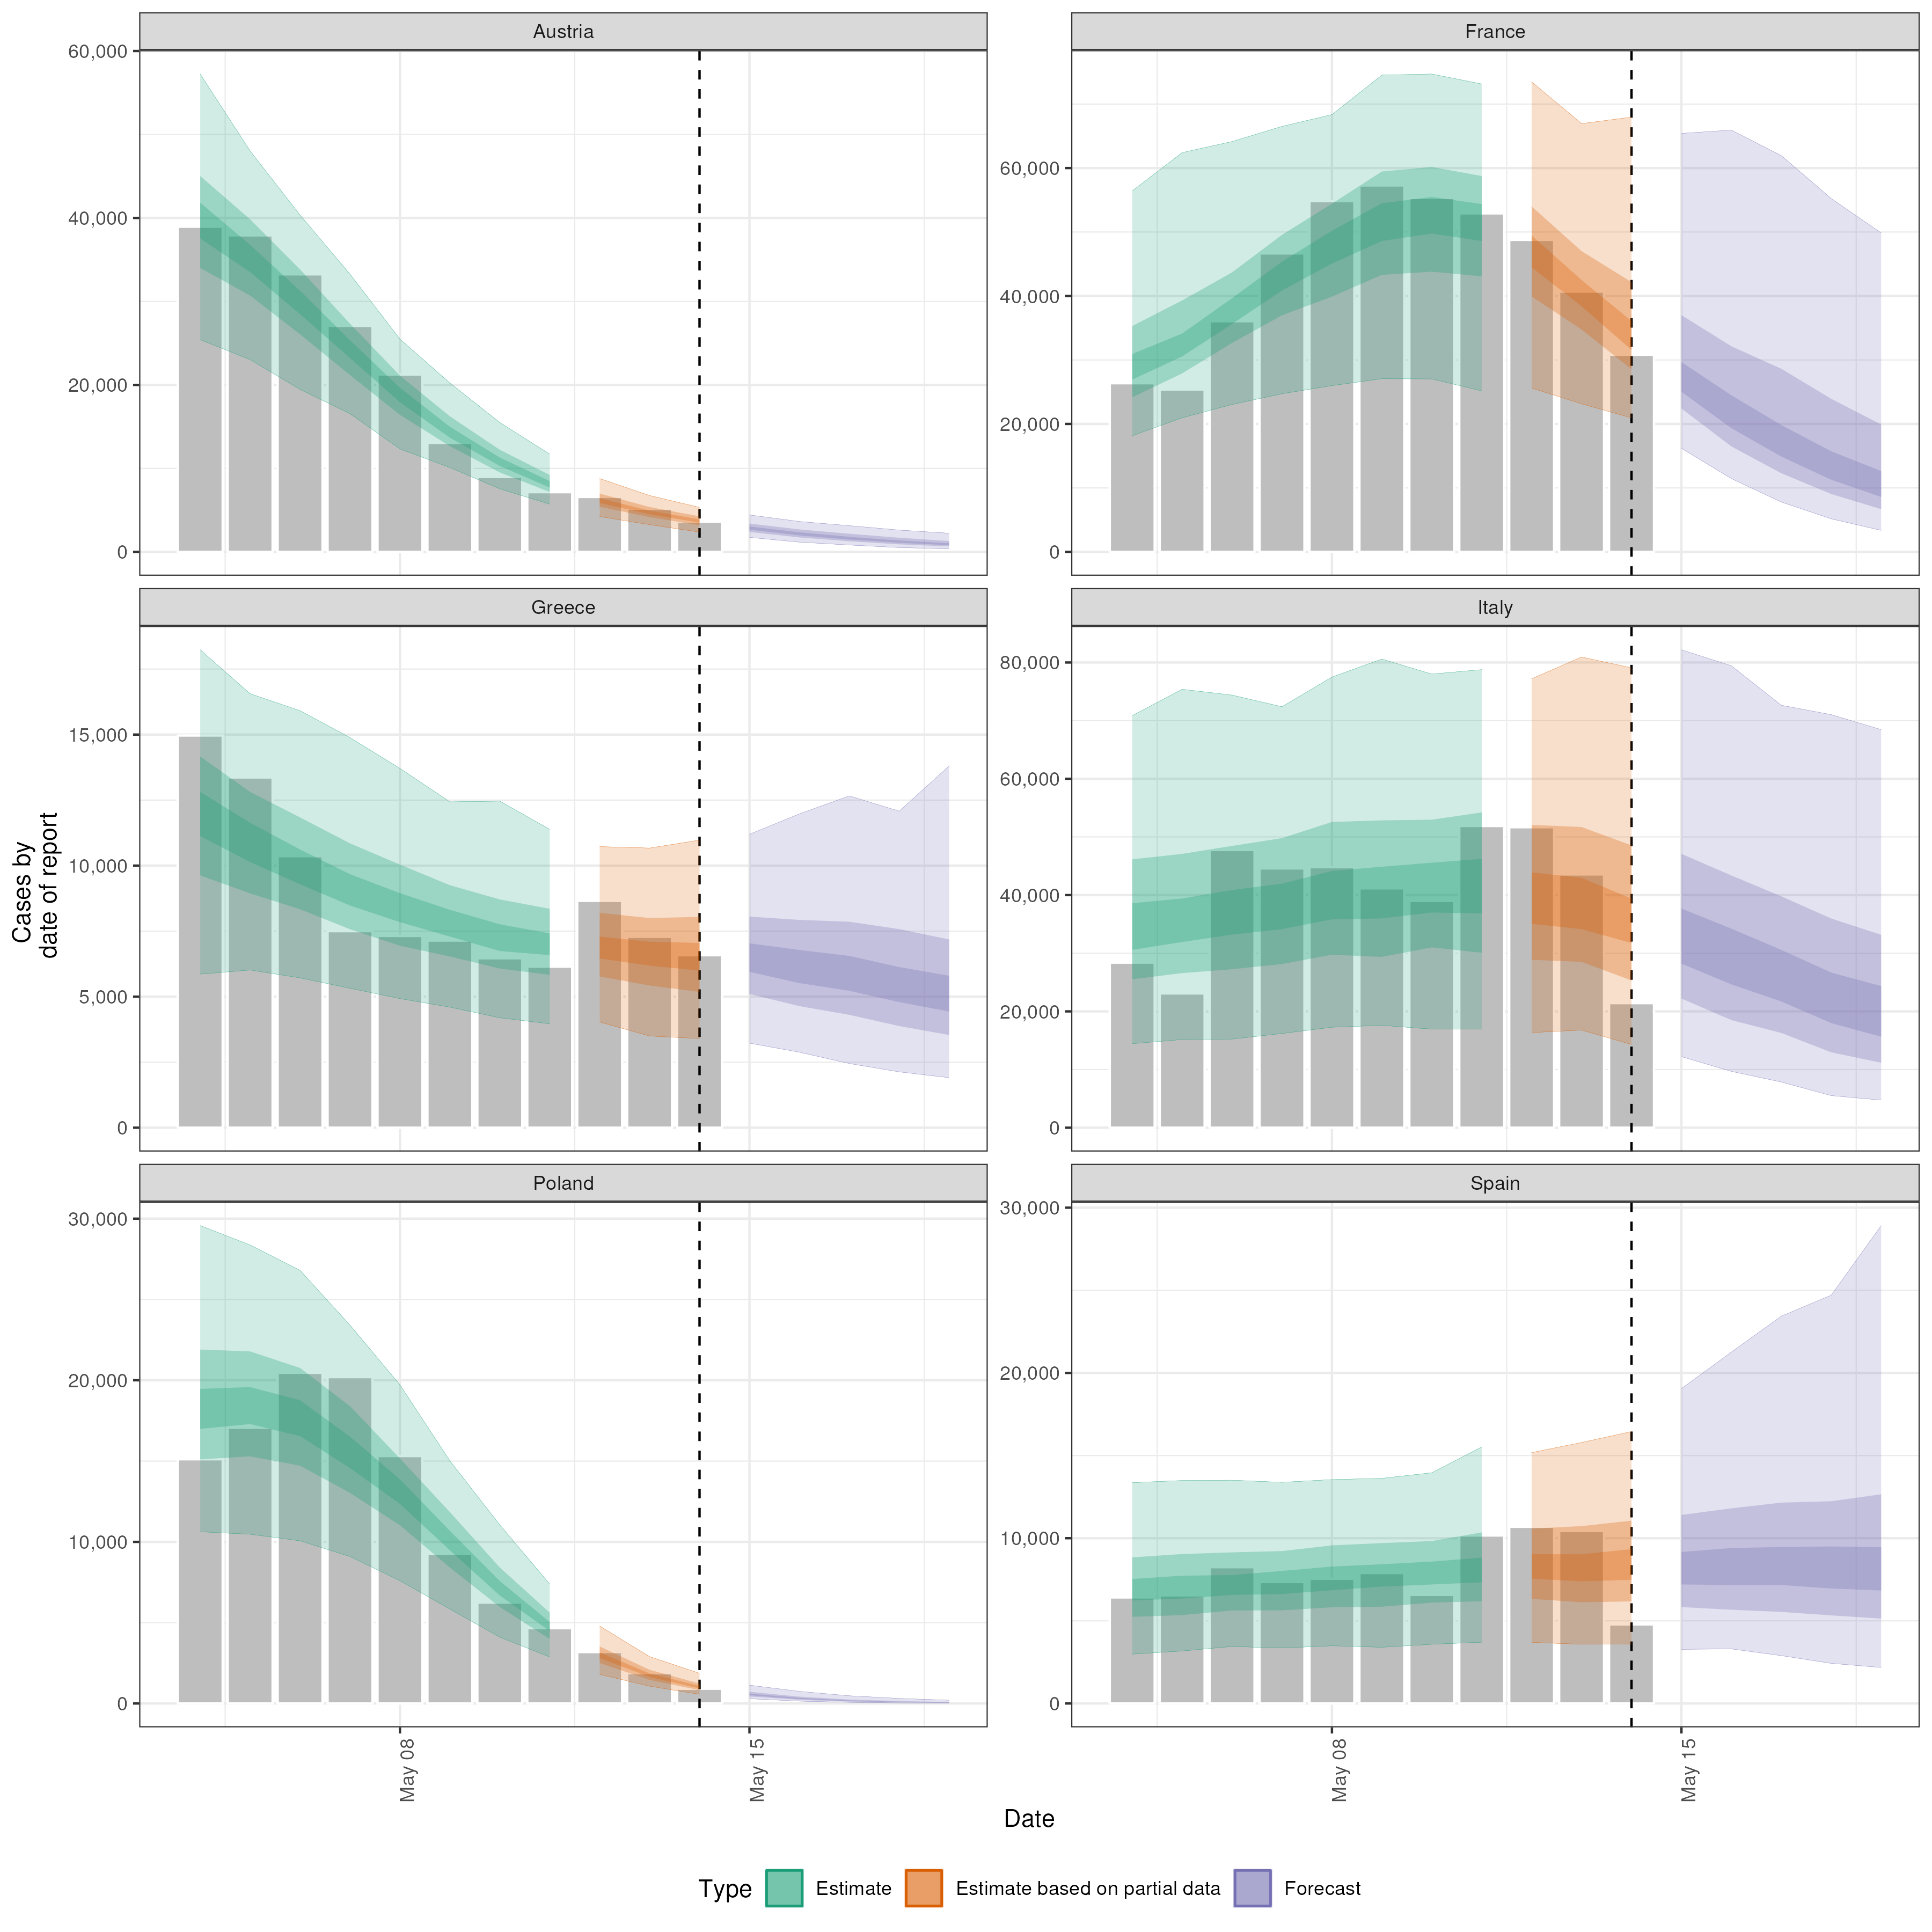 Austria
France
60,000
40,000
20,000
0
60,000
40,000
20,000
0
Greece
Italy
15,000
10,000
5,000
0
80,000
60,000
40,000
20,000
0
Poland
Spain
30,000
20,000
10,000
0
30,000
20,000
10,000
0
Cases by
date of report
May 08
May 15
May 08
May 15
Date
Type
Estimate
Estimate based on partial data
Forecast